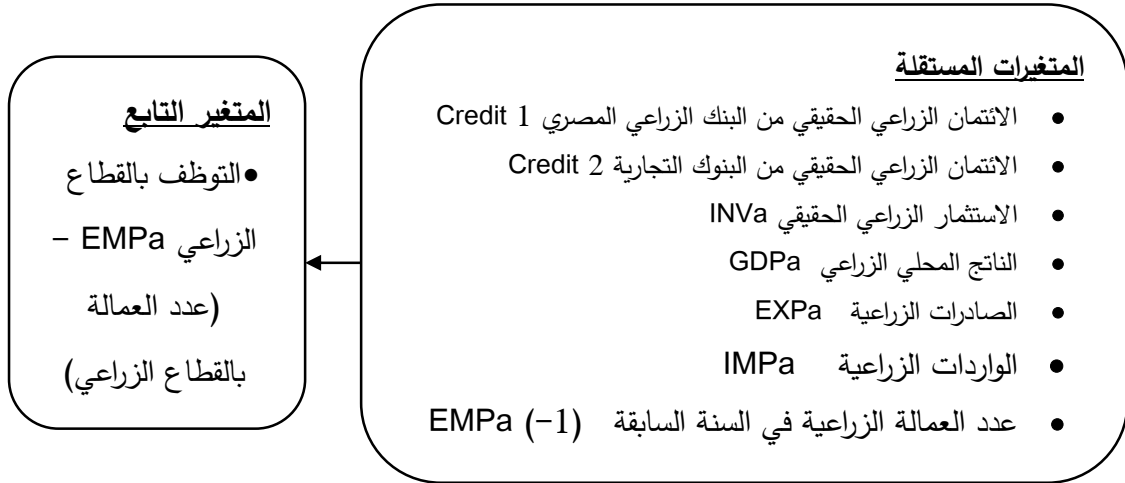 المتغيرات المستقلة
• الائتمان الزراعي الحقيقي من البنك الزراعي المصري Credit 1
• الائتمان الزراعي الحقيقي من البنوك التجارية Credit 2
• الاستثمار الزراعي الحقيقي INVa
• الناتج المحلي الزراعي GDPa
• الصادرات الزراعية EXPa
• الواردات الزراعية IMPa
• عدد العمالة الزراعية في السنة السابقة EMPa (-1)
المتغير التابع
•التوظف بالقطاع
الزراعي EMPa –
(عدد العمالة
بالقطاع الزراعي)